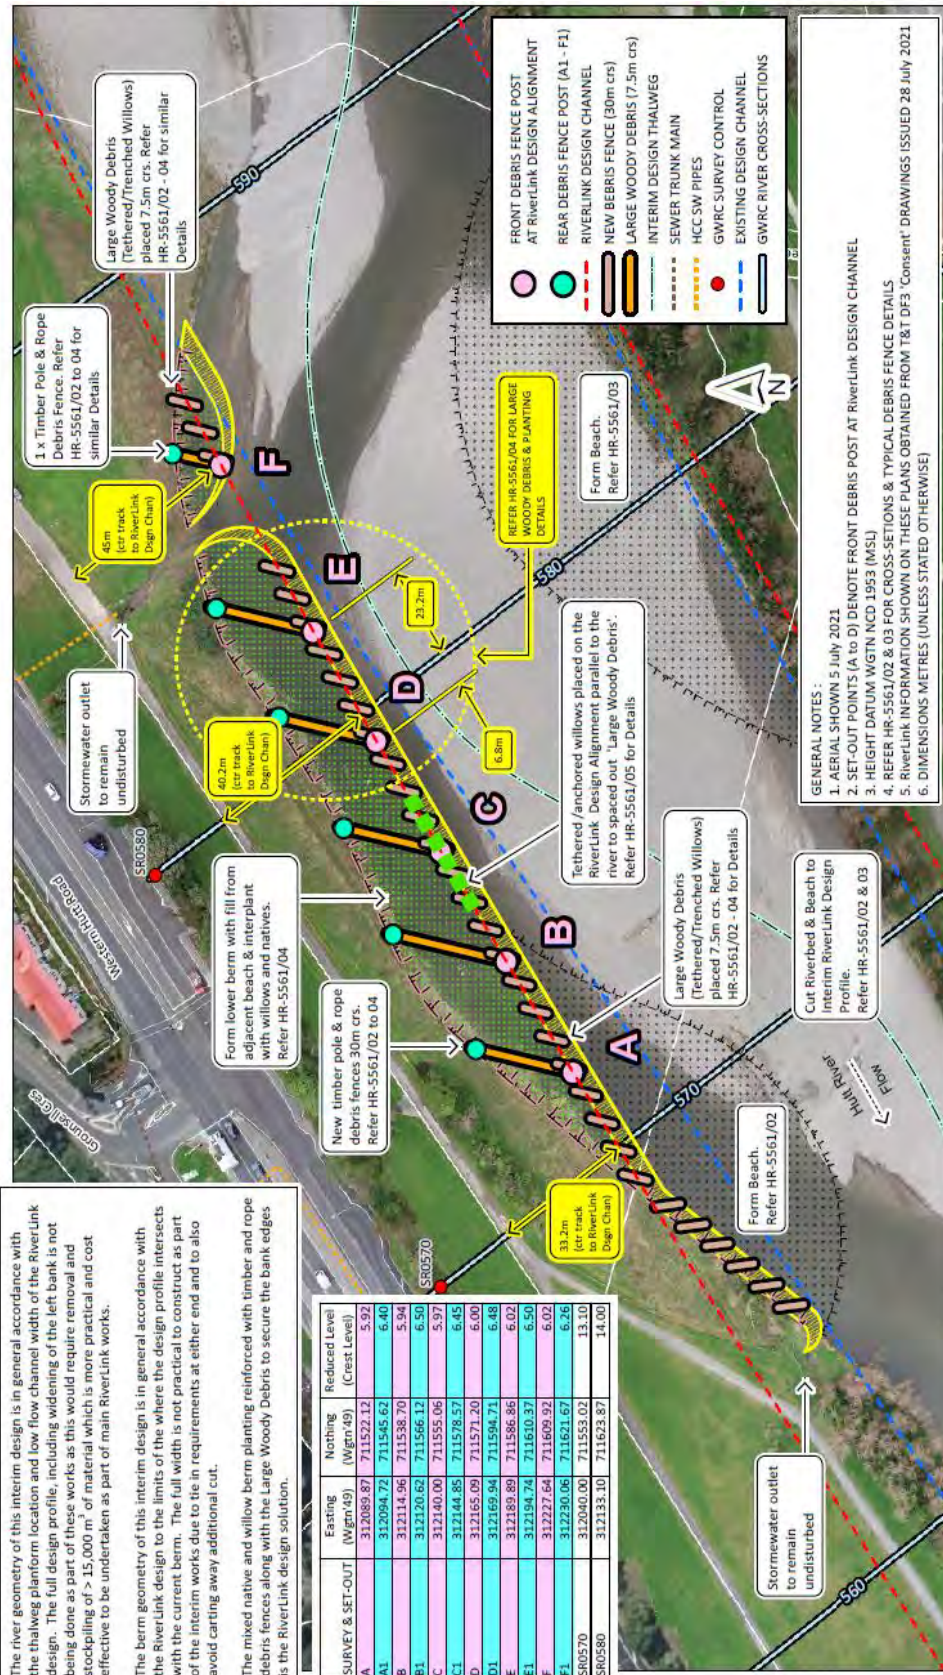 The river geometry of this interim design is in general accordance with
the thalweg planform location and low flow channel width of the RiverLink
design. The full design profile, including widening of the left bank is not
being done as part of these works as this would require removal and
stockpiling of > 15,000 m³ of material which is more practical and cost
effective to be undertaken as part of main RiverLink works.
The berm geometry of this interim design is in general accordance with
the RiverLink design to the limits of the where the design profile intersects
with the current berm. The full width is not practical to construct as part
of the interim works due to tie in requirements at either end and to also
avoid carting away additional cut.
The mixed native and willow berm planting reinforced with timber and rope
debris fences along with the Large Woody Debris to secure the bank edges
is the RiverLink design solution.
SURVEY & SET-OUT Easting (Wgtn'49) Nothing (Wgtn'49) Reduced Level (Crest Level)
A 312089.87 711522.12 5.92
A1 312094.72 711545.62 6.40
B 312114.96 711538.70 5.94
B1 312120.62 711566.12 6.50
C 312140.00 711555.06 5.97
C1 312144.85 711578.57 6.45
D 312165.09 711571.20 6.00
D1 312169.94 711594.71 6.48
E 312189.89 711586.86 6.02
E1 312194.74 711610.37 6.50
F 312227.64 711609.92 6.02
F1 312230.06 711621.67 6.26
SR0570 312040.00 711553.02 13.10
SR0580 312133.10 711623.87 14.00
Grounsell Cres
Western Hutt Road
SR0570
SR0580
Stormewater outlet
to remain
undisturbed
1 x Timber Pole & Rope
Debris Fence. Refer
HR-5561/02 to 04 for
similar Details
Large Woody Debris
(Tethered/Trenched Willows)
placed 7.5m crs. Refer
HR-5561/02 - 04 for similar
Details
Form lower berm with fill from
adjacent beach & interplant
with willows and natives.
Refer HR-5561/04
New timber pole & rope
debris fences 30m crs.
Refer HR-5561/02 to 04
45m
(ctr track
to RiverLink
Dsgn Chan)
40.2m
(ctr track
to RiverLink
Dsgn Chan)
33.2m
(ctr track
to RiverLink
Dsgn Chan)
23.2m
6.8m
A
B
C
D
E
F
560
570
580
590
REFER HR-5561/04 FOR LARGE
WOODY DEBRIS & PLANTING
DETAILS
Tethered /anchored willows placed on the
RiverLink Design Alignment parallel to the
river to spaced out 'Large Woody Debris'.
Refer HR-5561/05 for Details
Large Woody Debris
(Tethered/Trenched Willows)
placed 7.5m crs. Refer
HR-5561/02 - 04 for Details
Cut Riverbed & Beach to
Interim RiverLink Design
Profile.
Refer HR-5561/02 & 03
Form Beach.
Refer HR-5561/02
Form Beach.
Refer HR-5561/03
Stormewater outlet
to remain
undisturbed
Hutt River
Flow
N
FRONT DEBRIS FENCE POST
AT RiverLink DESIGN ALIGNMENT
REAR DEBRIS FENCE POST (A1 - F1)
RIVERLINK DESIGN CHANNEL
NEW BEBRIS FENCE (30m crs)
LARGE WOODY DEBRIS (7.5m crs)
INTERIM DESIGN THALWEG
SEWER TRUNK MAIN
HCC SW PIPES
GWRC SURVEY CONTROL
EXISTING DESIGN CHANNEL
GWRC RIVER CROSS-SECTIONS
GENERAL NOTES :
1. AERIAL SHOWN 5 July 2021
2. SET-OUT POINTS (A to D) DENOTE FRONT DEBRIS POST AT RiverLink DESIGN CHANNEL
3. HEIGHT DATUM WGTN NCD 1953 (MSL)
4. REFER HR-5561/02 & 03 FOR CROSS-SETIONS & TYPICAL DEBRIS FENCE DETAILS
5. RiverLink INFORMATION SHOWN ON THESE PLANS OBTAINED FROM T&T DF3 'Consent' DRAWINGS ISSUED 28 July 2021
6. DIMENSIONS METRES (UNLESS STATED OTHERWISE)